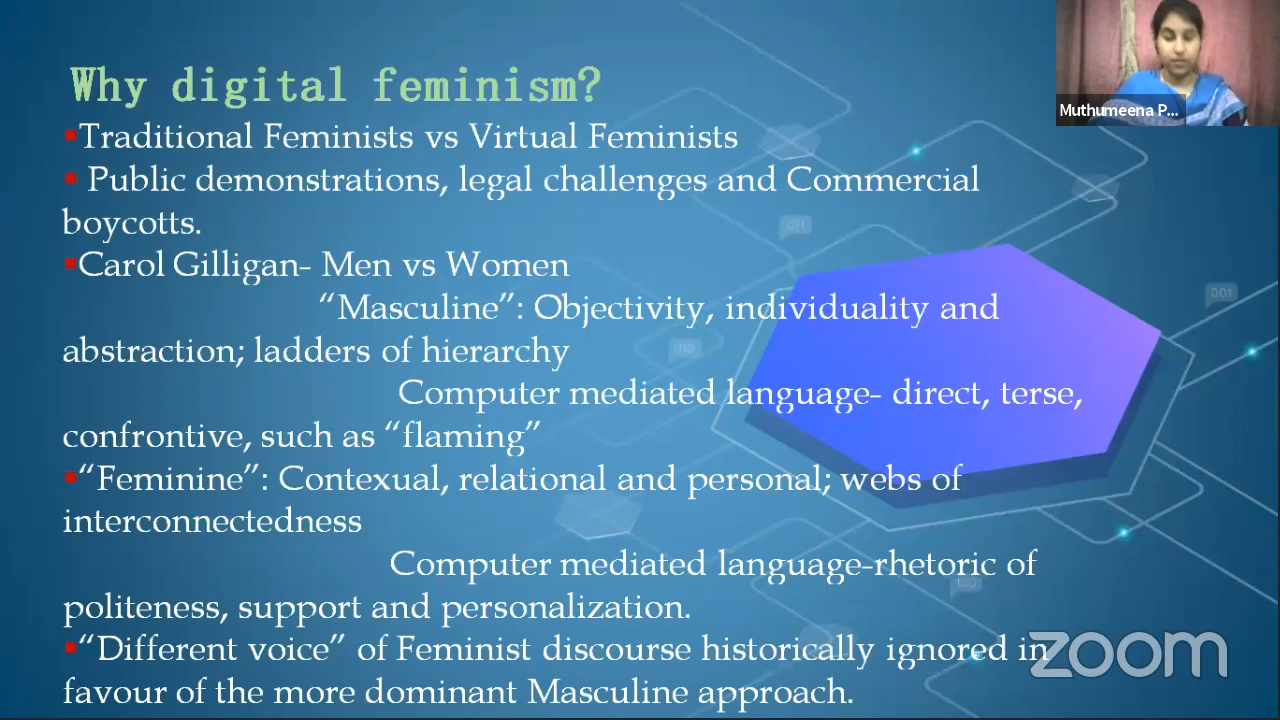 Why digital feminism?
▪Traditional Feminists vs Virtual Feminists
▪ Public demonstrations, legal challenges and Commercial
boycotts.
▪Carol Gilligan- Men vs Women
“Masculine”: Objectivity, individuality and
abstraction; ladders of hierarchy
Computer mediated language- direct, terse,
confrontive, such as “flaming”
▪“Feminine”: Contexual, relational and personal; webs of
interconnectedness
Computer mediated language-rhetoric of
politeness, support and personalization.
▪“Different voice” of Feminist discourse historically ignored in
favour of the more dominant Masculine approach.
Muthumeena P...
001
zoom